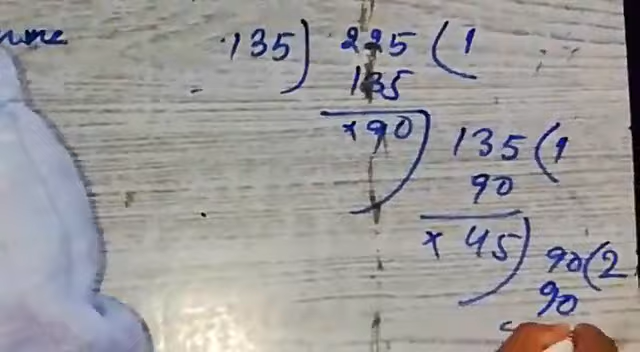 135) 225 (1
135
×90) 135 (1
90
× 45) 90 (2
90